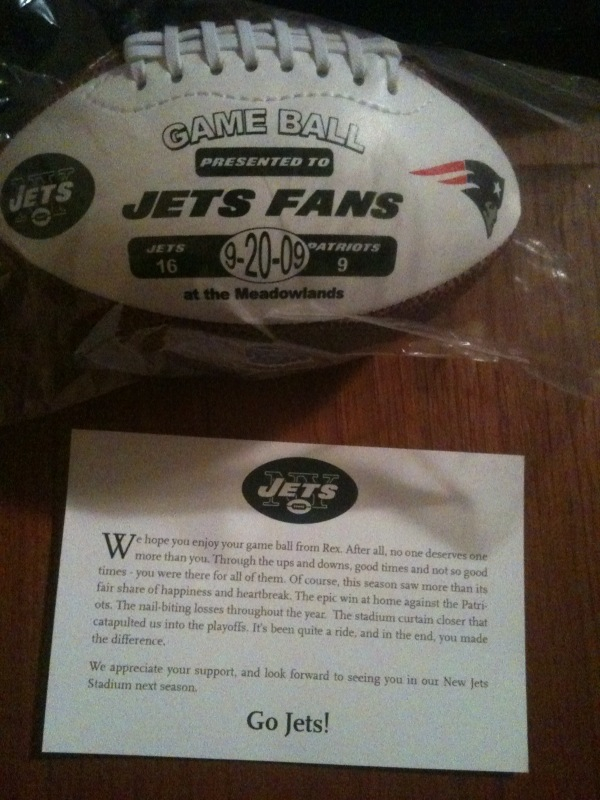 GAME BALL
PRESENTED TO
JETS FANS
JETS 9-20-09 PATRIOTS
16 9
at the Meadowlands
JETS
NY JETS
We hope you enjoy your game ball from Rex. After all, no one deserves one
more than you. Through the ups and downs, good times and not so good
times - you were there for all of them. Of course, this season saw more than its
fair share of happiness and heartbreak. The epic win at home against the Patri-
ots. The nail-biting losses throughout the year. The stadium curtain closer that
catapulted us into the playoffs. It's been quite a ride, and in the end, you made
the difference.
We appreciate your support, and look forward to seeing you in our New Jets
Stadium next season.
Go Jets!